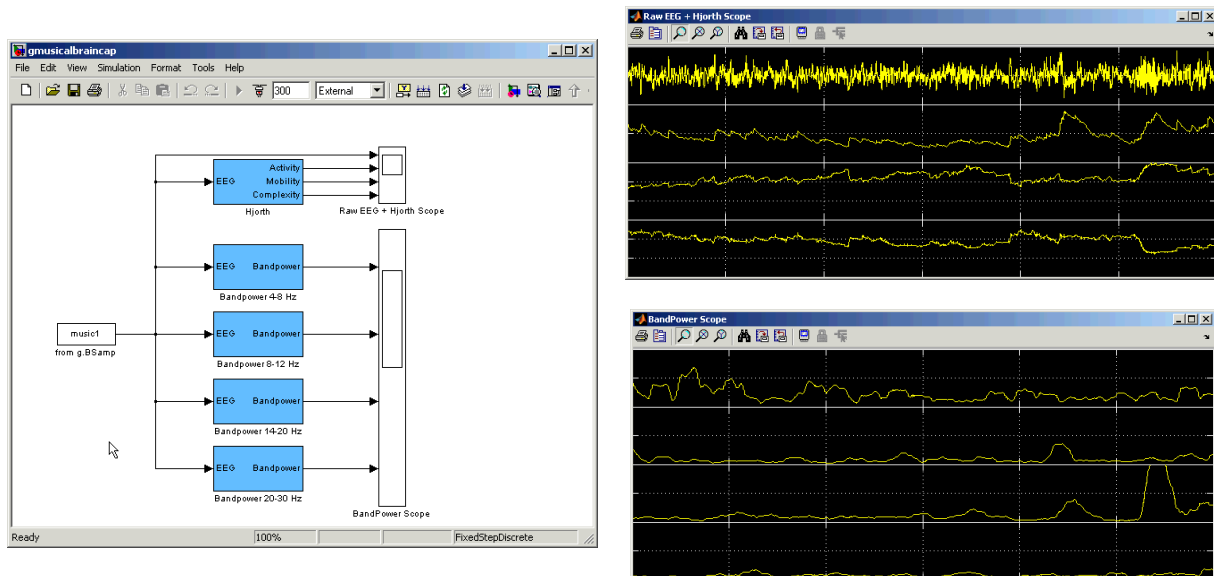 gmusicalbraincap
File Edit View Simulation Format Tools Help
300
External
Activity
EEG Mobility
Complexity
Hjorth
Raw EEG + Hjorth Scope
EEG Bandpower
Bandpower 4-8 Hz
music1
from g.BSamp
EEG Bandpower
Bandpower 8-12 Hz
EEG Bandpower
Bandpower 14-20 Hz
EEG Bandpower
Bandpower 20-30 Hz
BandPower Scope
Ready 100% FixedStepDiscrete
Raw EEG + Hjorth Scope
BandPower Scope